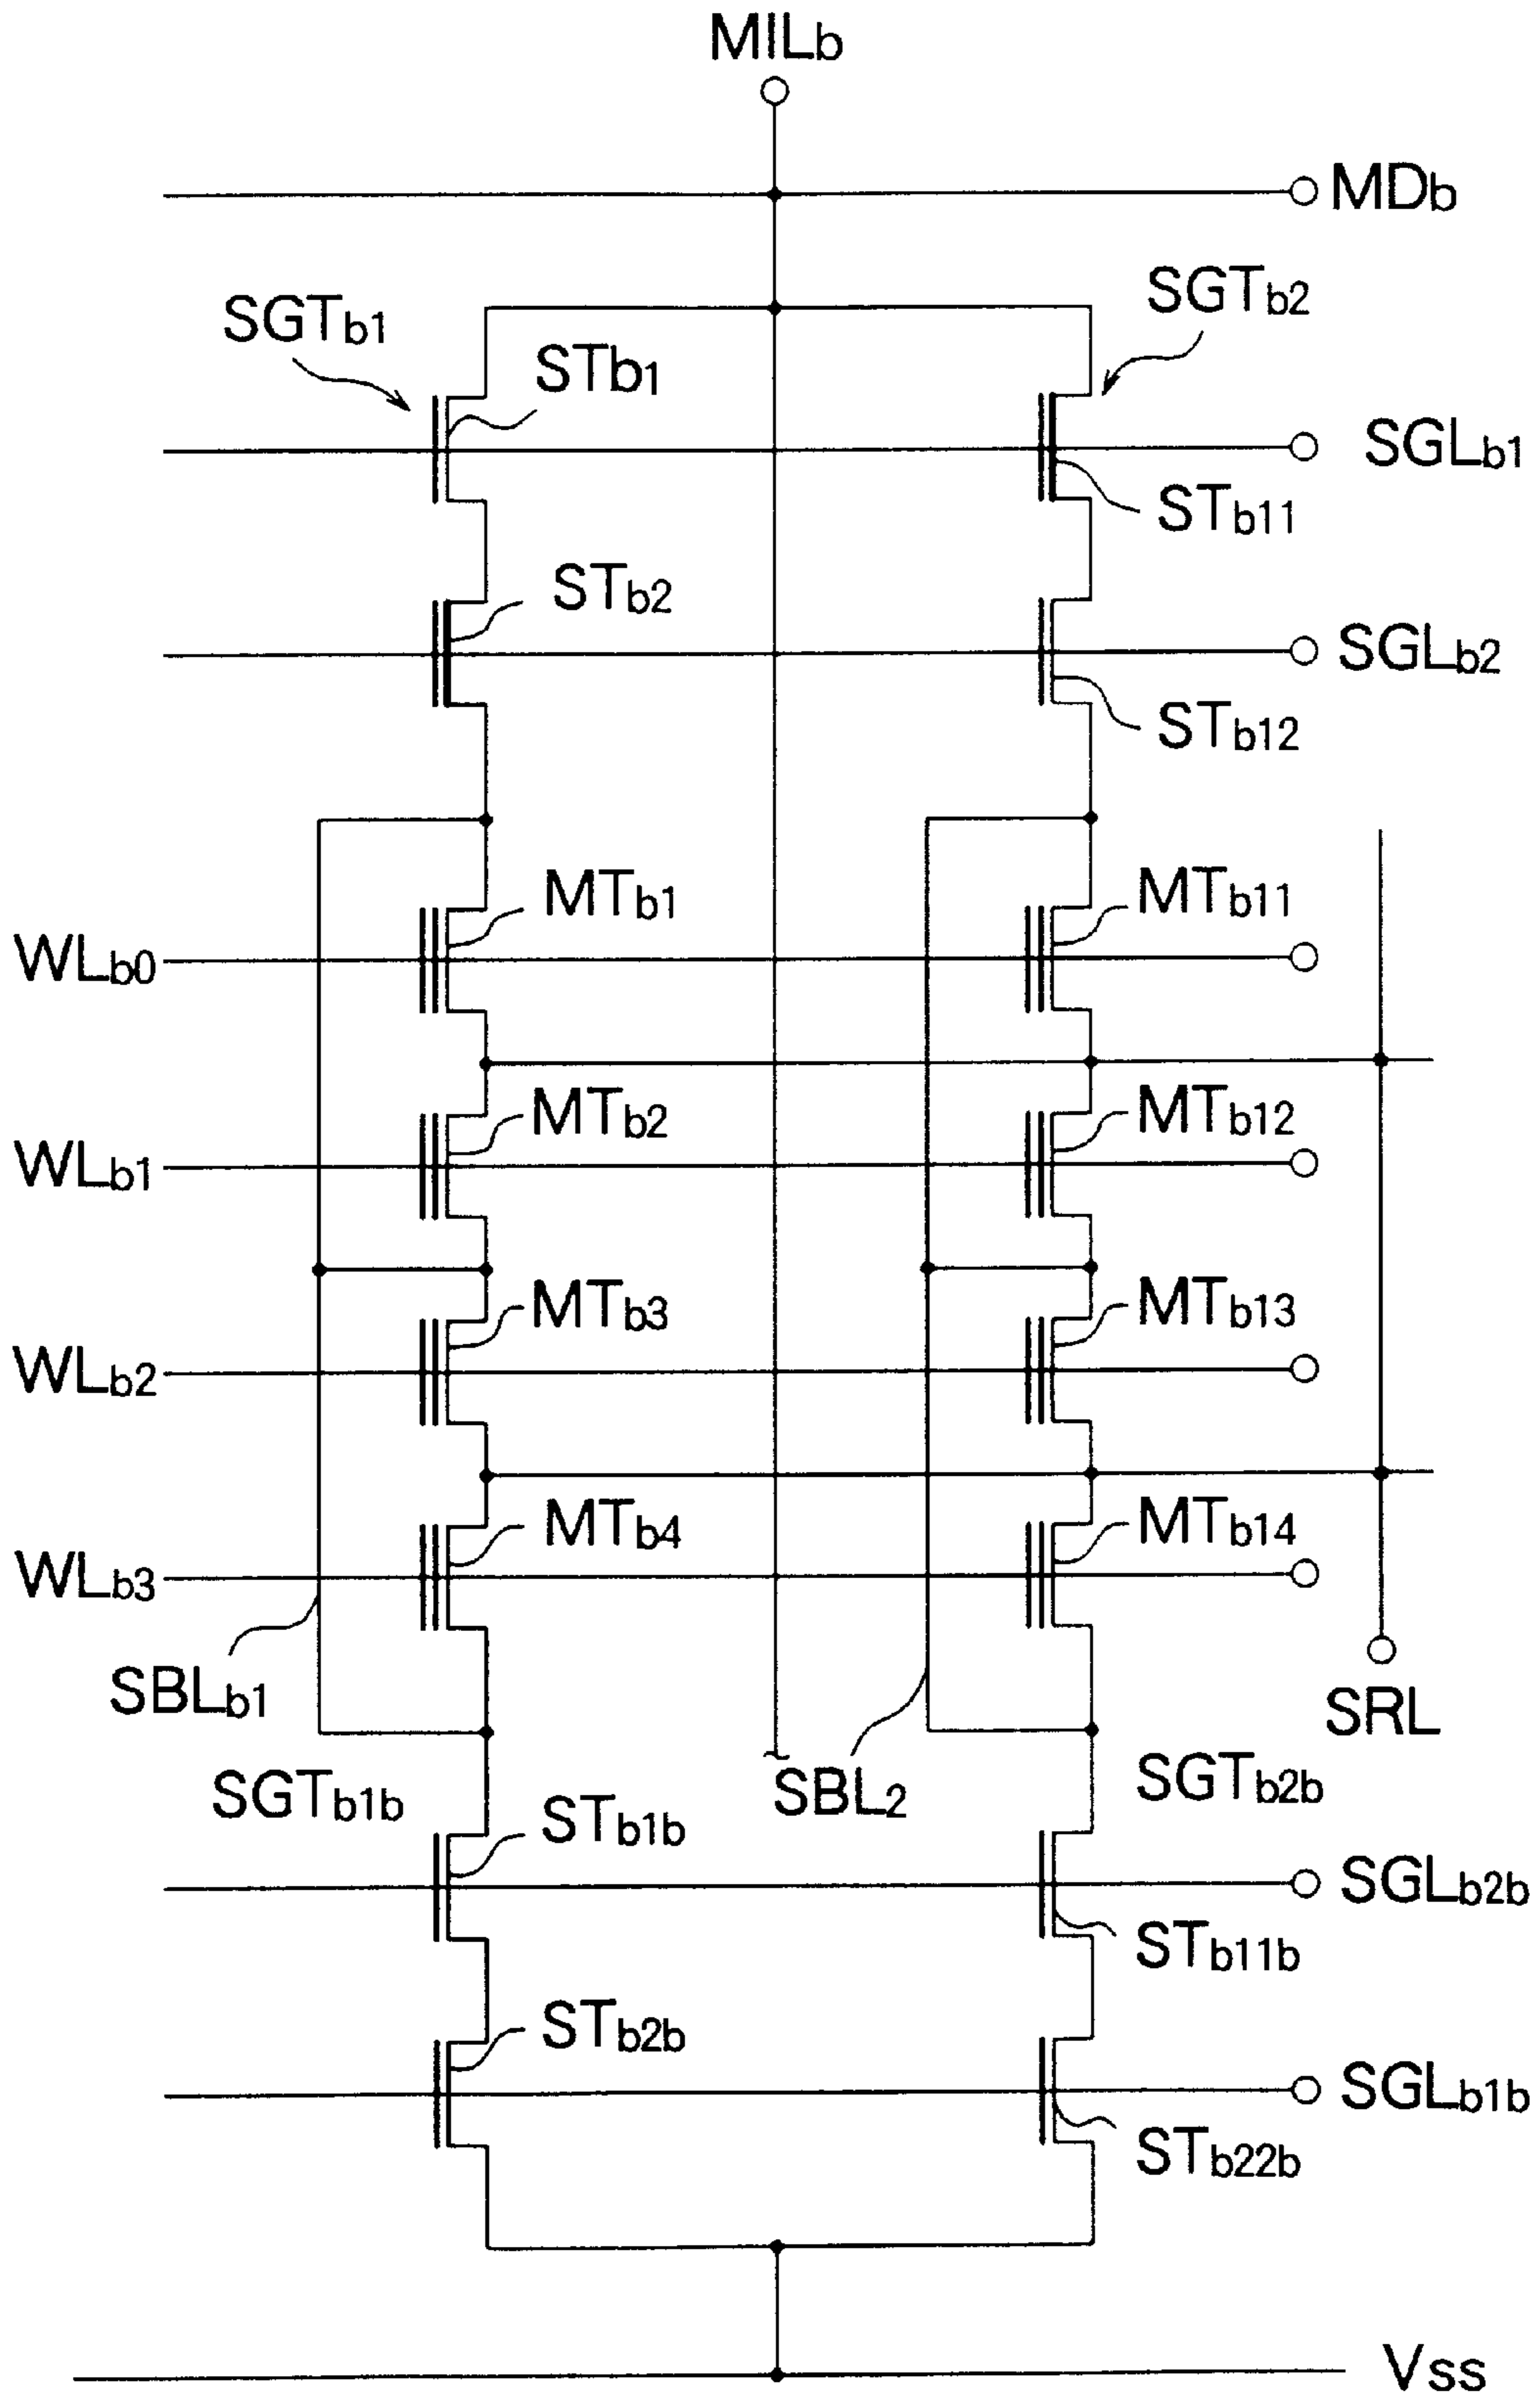 MILb
MDb
SGTb1
SGTb2
STb1
SGLb1
STb11
STb2
SGLb2
STb12
MTb1
MTb11
WLb0
MTb2
MTb12
WLb1
MTb3
MTb13
WLb2
MTb4
MTb14
WLb3
SBLb1
SRL
SGTb1b
SBL2
SGTb2b
STb1b
SGLb2b
STb11b
STb2b
SGLb1b
STb22b
Vss